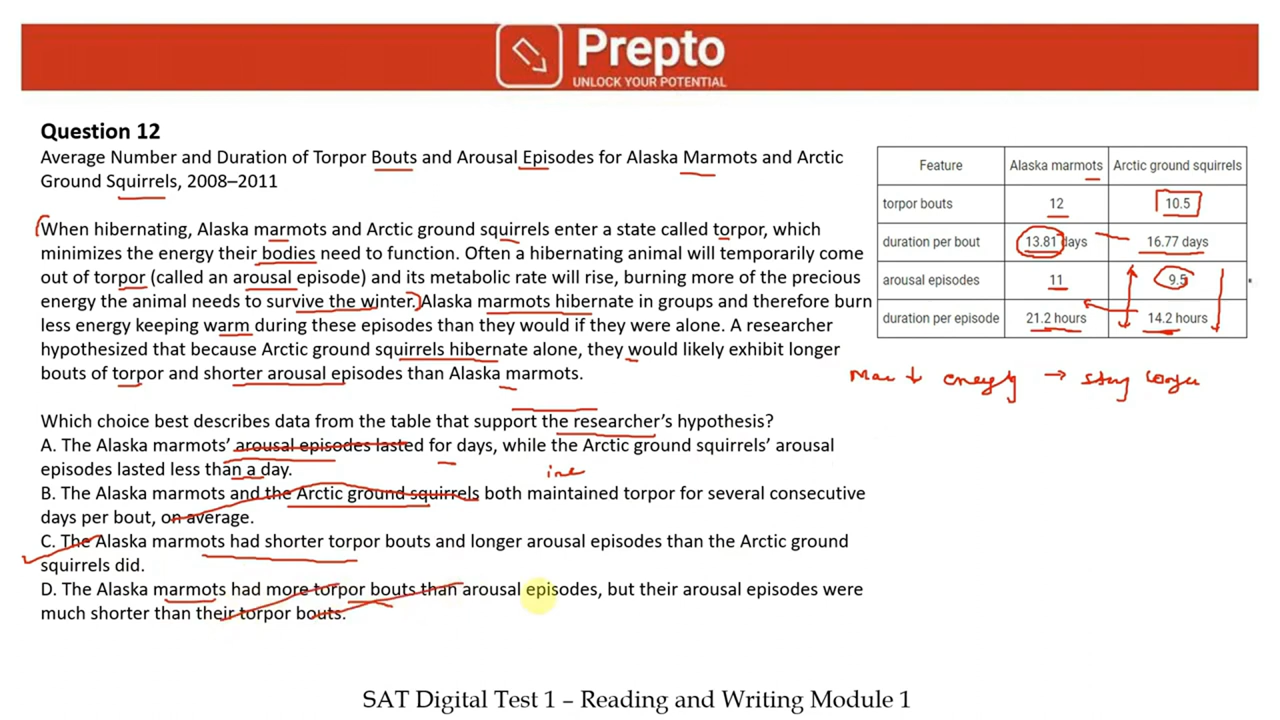 Prepto
UNLOCK YOUR POTENTIAL
Question 12
Average Number and Duration of Torpor Bouts and Arousal Episodes for Alaska Marmots and Arctic
Ground Squirrels, 2008–2011
When hibernating, Alaska marmots and Arctic ground squirrels enter a state called torpor, which
minimizes the energy their bodies need to function. Often a hibernating animal will temporarily come
out of torpor (called an arousal episode) and its metabolic rate will rise, burning more of the precious
energy the animal needs to survive the winter. Alaska marmots hibernate in groups and therefore burn
less energy keeping warm during these episodes than they would if they were alone. A researcher
hypothesized that because Arctic ground squirrels hibernate alone, they would likely exhibit longer
bouts of torpor and shorter arousal episodes than Alaska marmots.
Which choice best describes data from the table that support the researcher's hypothesis?
A. The Alaska marmots' arousal episodes lasted for days, while the Arctic ground squirrels' arousal
episodes lasted less than a day.
B. The Alaska marmots and the Arctic ground squirrels both maintained torpor for several consecutive
days per bout, on average.
C. The Alaska marmots had shorter torpor bouts and longer arousal episodes than the Arctic ground
squirrels did.
D. The Alaska marmots had more torpor bouts than arousal episodes, but their arousal episodes were
much shorter than their torpor bouts.
Feature Alaska marmots Arctic ground squirrels
torpor bouts 12 10.5
duration per bout 13.81 days 16.77 days
arousal episodes 11 9.5
duration per episode 21.2 hours 14.2 hours
energy → stay
SAT Digital Test 1 – Reading and Writing Module 1